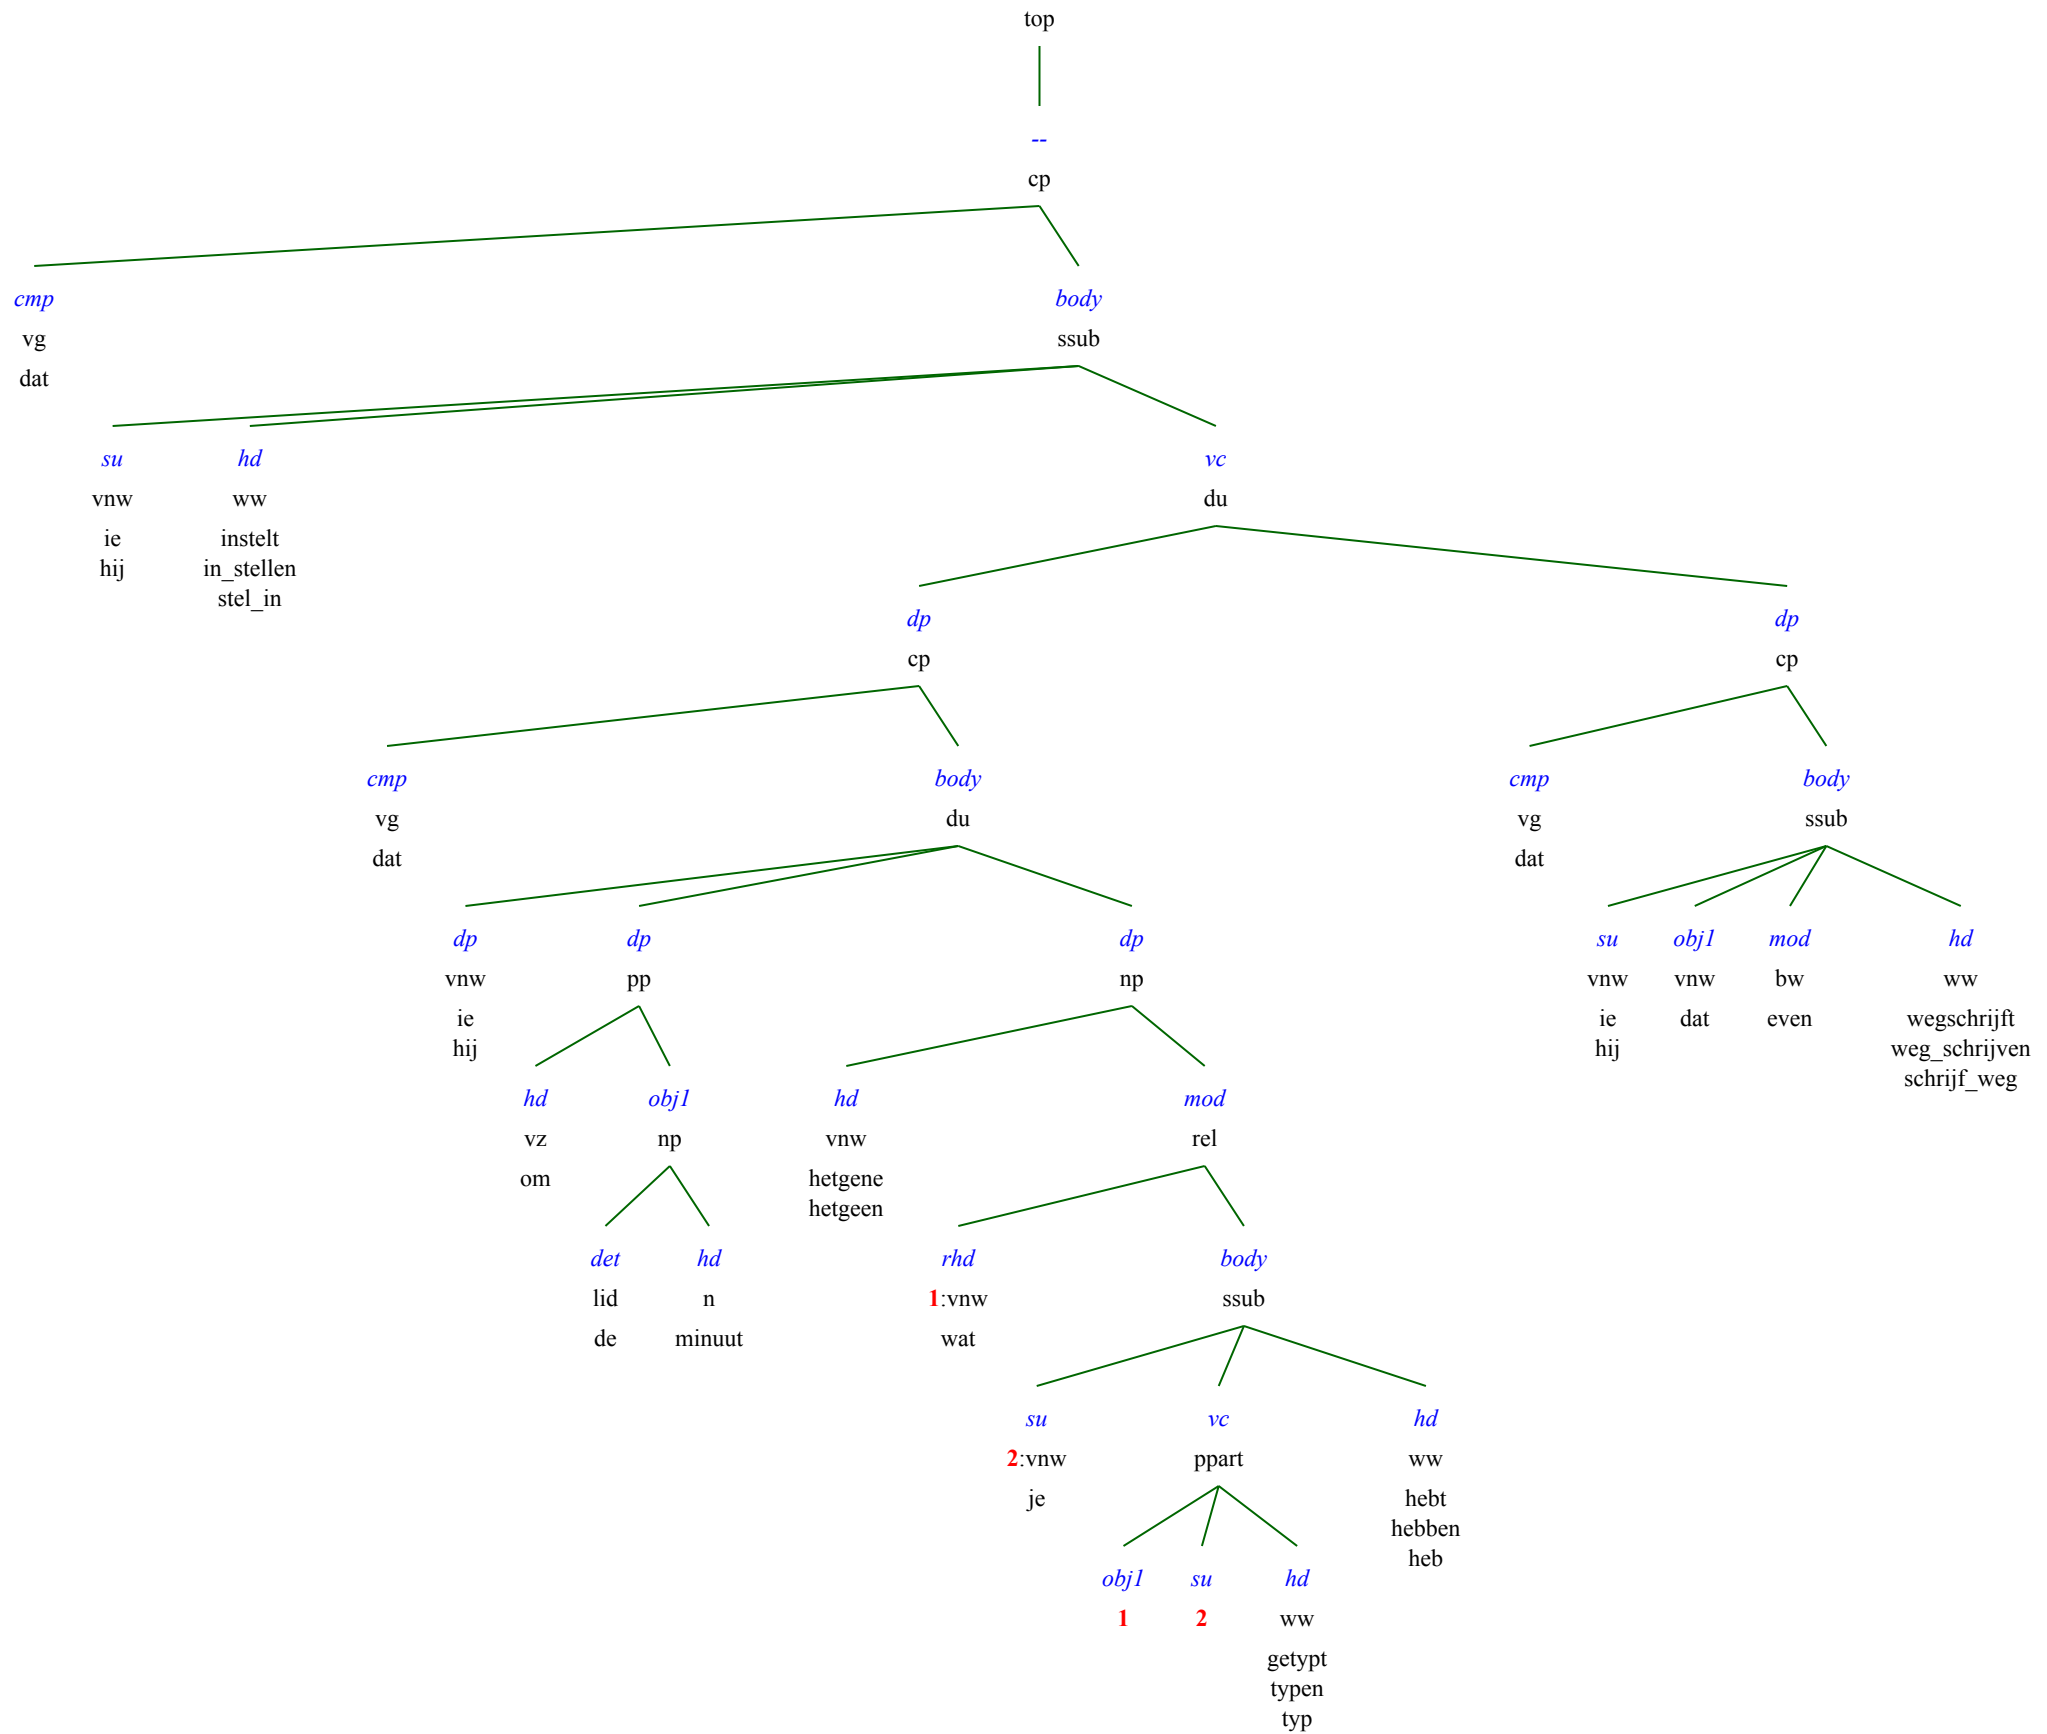 top
--
cp
cmp body
vg ssub
dat
su hd vc
vnw ww du
ie instelt
hij in_stellen
stel_in
dp dp
cp cp
cmp body cmp body
vg du vg ssub
dat dat
dp dp dp su obj1 mod hd
vnw pp np vnw vnw bw ww
ie ie dat even wegschrijft
hij hij weg_schrijven
schrijf_weg
hd obj1 hd mod
vz np vnw rel
om hetgene
hetgeen
det hd rhd body
lid n 1:vnw ssub
de minuut wat
su vc hd
2:vnw ppart ww
je hebt
hebben
heb
obj1 su hd
1 2 ww
getypt
typen
typ